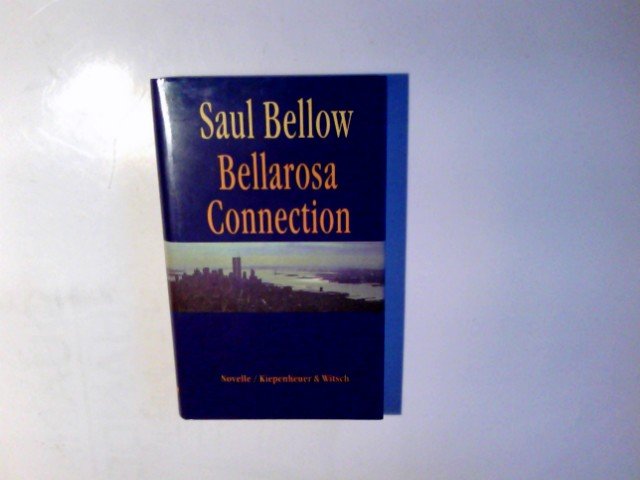 Saul Bellow
Bellarosa
Connection
Novelle / Kiepenheuer & Witsch